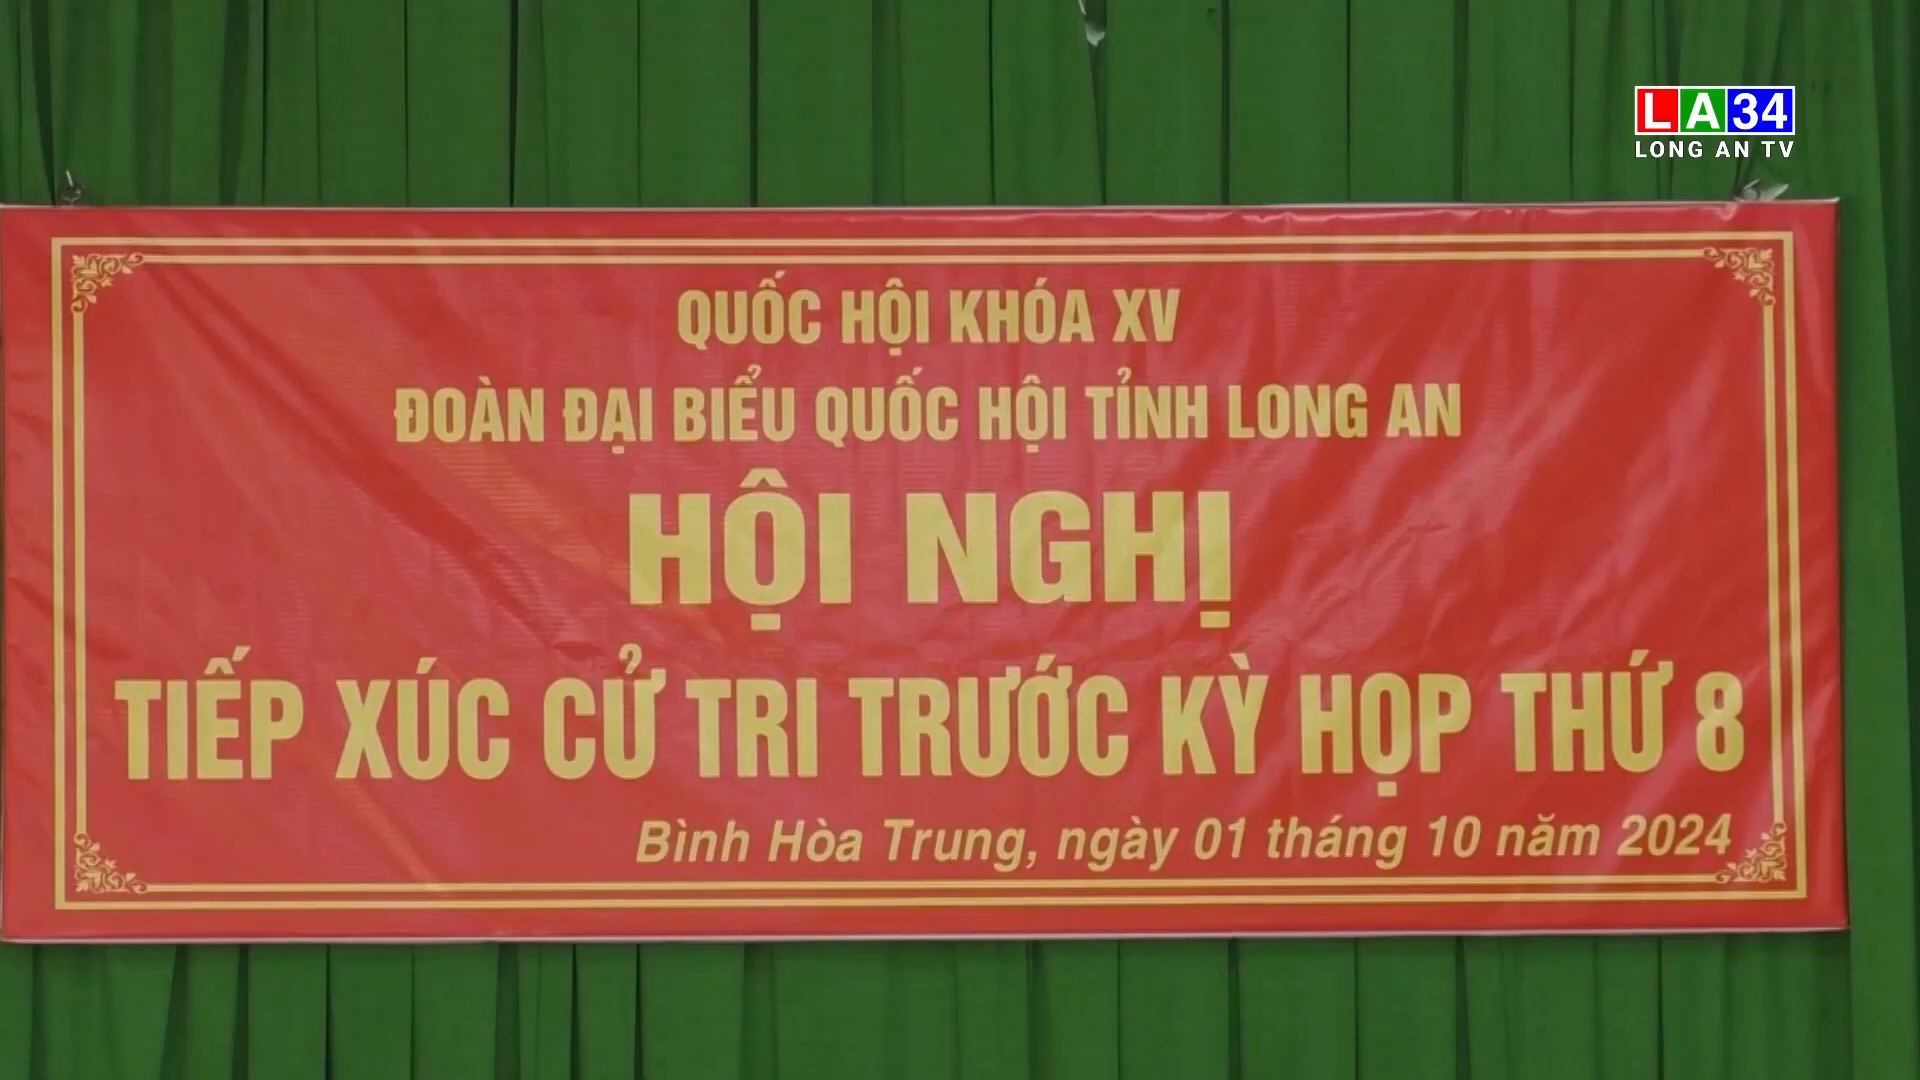 LA34
LONG AN TV
QUỐC HỘI KHÓA XV
ĐOÀN ĐẠI BIỂU QUỐC HỘI TỈNH LONG AN
HỘI NGHỊ
TIẾP XÚC CỬ TRI TRƯỚC KỲ HỌP THỨ 8
Bình Hòa Trung, ngày 01 tháng 10 năm 2024